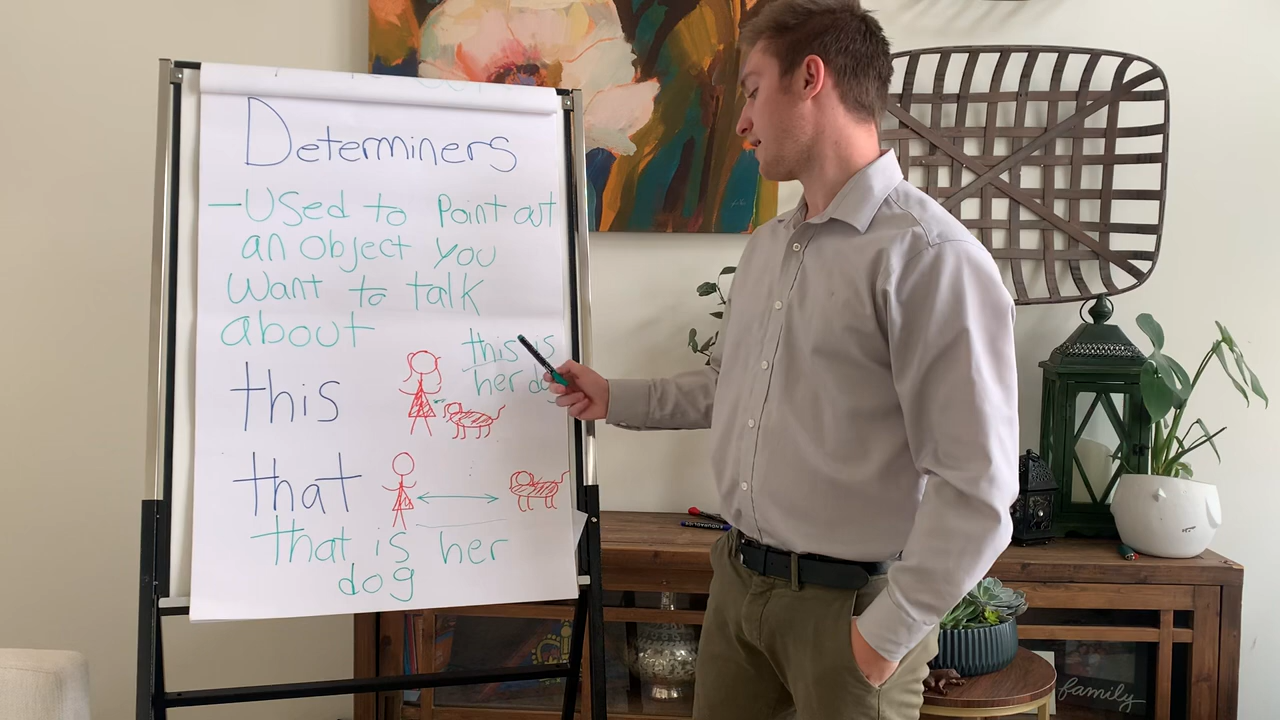 Determiners
-Used to Point out
an object you
want to talk
about
this is
her
this
that
That is her
dog
family